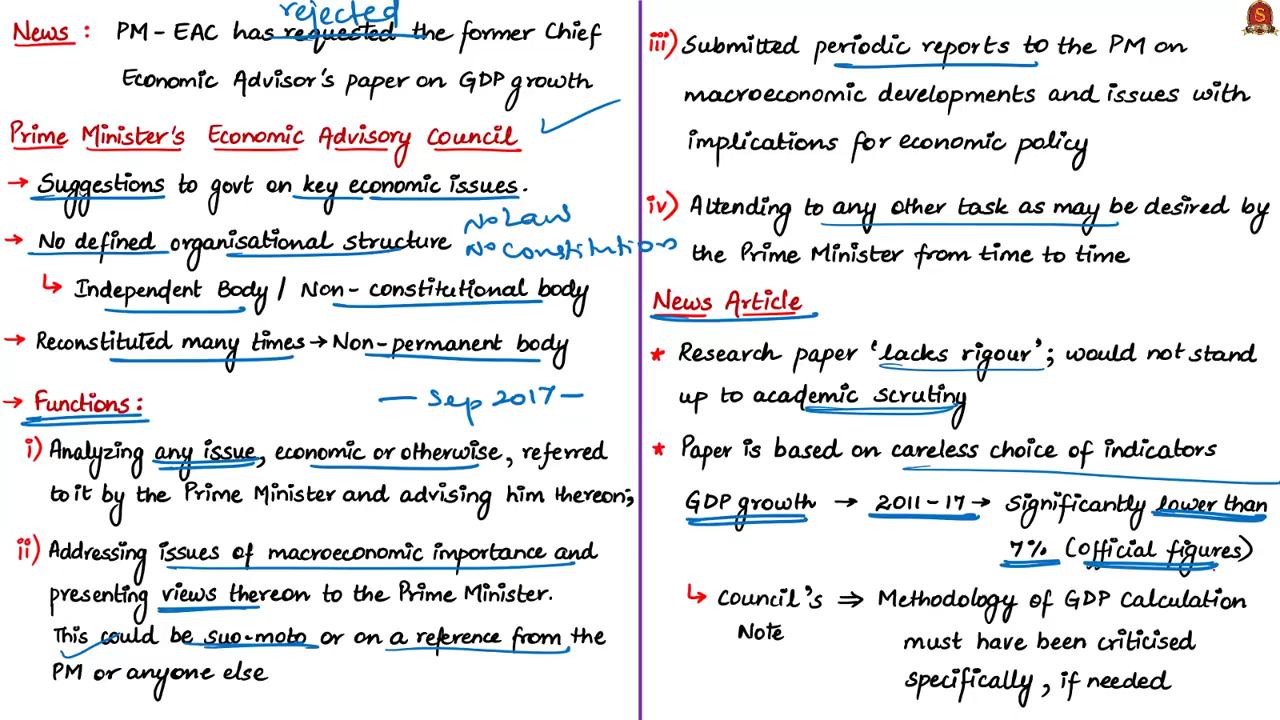 rejected
News : PM-EAC has requested the former Chief
Economic Advisor's paper on GDP growth
Prime Minister's Economic Advisory Council
→ Suggestions to govt on key economic issues.
No Law
→ No defined organisational structure
No Constitutions
↳ Independent Body / Non-constitutional body
→ Reconstituted many times → Non-permanent body
→ Functions :
— Sep 2017 —
i) Analyzing any issue, economic or otherwise, referred
to it by the Prime Minister and advising him thereon;
ii) Addressing issues of macroeconomic importance and
presenting views thereon to the Prime Minister.
This could be suo-moto or on a reference from the
PM or anyone else
iii) Submitted periodic reports to the PM on
macroeconomic developments and issues with
implications for economic policy
iv) Attending to any other task as may be desired by
the Prime Minister from time to time
News Article
* Research paper 'lacks rigour'; would not stand
up to academic scrutiny
* Paper is based on careless choice of indicators
GDP growth → 2011-17 → Significantly lower than
7% (official figures)
↳ Council's ⇒ Methodology of GDP calculation
Note
must have been criticised
specifically, if needed